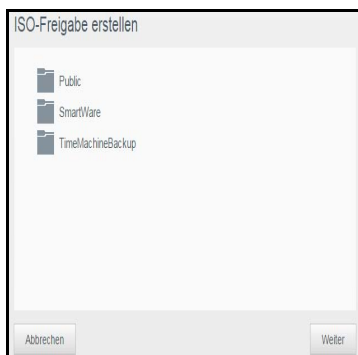 ISO-Freigabe erstellen
Public
SmartWare
TimeMachineBackup
Abbrechen
Weiter